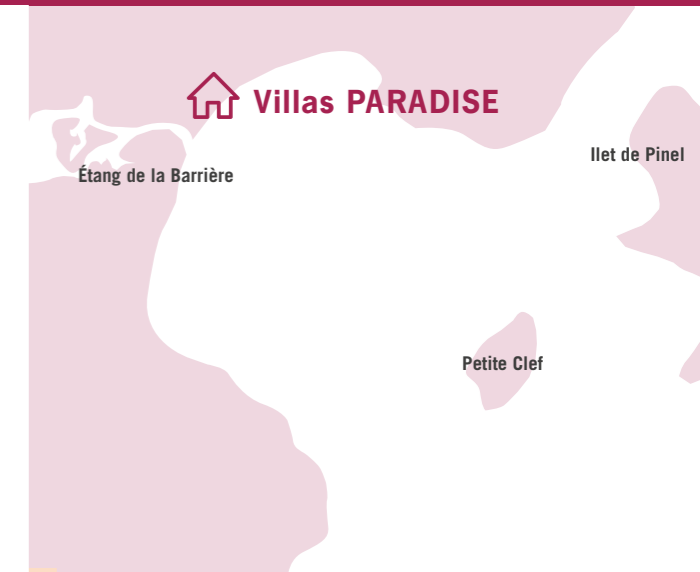 Villas PARADISE
Ilet de Pinel
Étang de la Barrière
Petite Clef